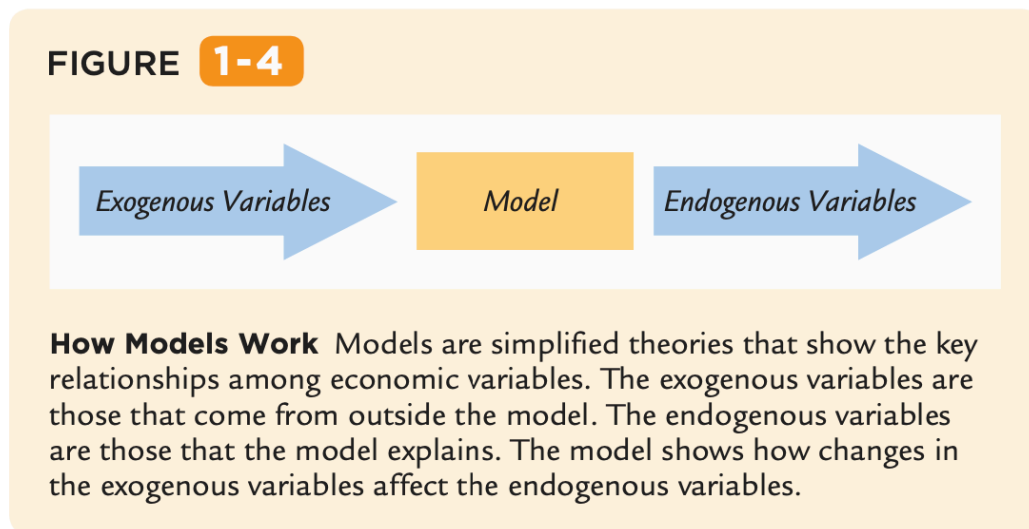 FIGURE 1-4
Exogenous Variables Model Endogenous Variables
How Models Work Models are simplified theories that show the key
relationships among economic variables. The exogenous variables are
those that come from outside the model. The endogenous variables
are those that the model explains. The model shows how changes in
the exogenous variables affect the endogenous variables.